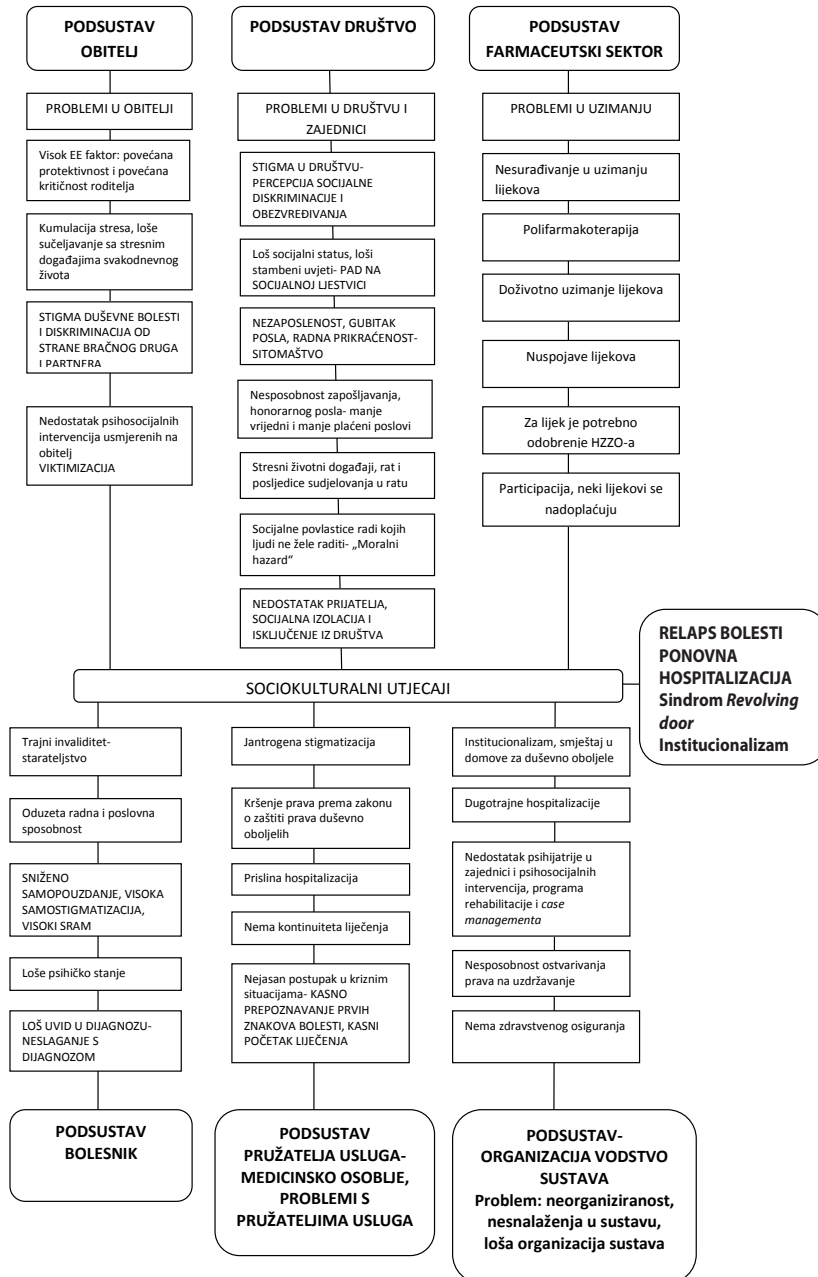 PODSUSTAV
OBITELJ
PROBLEMI U OBITELJI
Visok EE faktor: povećana
protektivnost i povećana
kritičnost roditelja
Kumulacija stresa, loše
sučeljavanje sa stresnim
događajima svakodnevnog
života
STIGMA DUŠEVNE BOLESTI
I DISKRIMINACIJA OD
STRANE BRAČNOG DRUGA
I PARTNERA
Nedostatak psihosocijalnih
intervencija usmjerenih na
obitelj
VIKTIMIZACIJA
PODSUSTAV DRUŠTVO
PROBLEMI U DRUŠTVU I
ZAJEDNICI
STIGMA U DRUŠTVU-
PERCEPCIJA SOCIJALNE
DISKRIMINACIJE I
OBEZVREĐIVANJA
Loš socijalni status, loši
stambeni uvjeti- PAD NA
SOCIJALNOJ LJESTVICI
NEZAPOSLENOST, GUBITAK
POSLA, RADNA PRIKRAĆENOST-
SITOMAŠTVO
Nesposobnost zapošljavanja,
honorarnog posla- manje
vrijedni i manje plaćeni poslovi
Stresni životni događaji, rat i
posljedice sudjelovanja u ratu
Socijalne povlastice radi kojih
ljudi ne žele raditi- „Moralni
hazard“
NEDOSTATAK PRIJATELJA,
SOCIJALNA IZOLACIJA I
ISKLJUČENJE IZ DRUŠTVA
PODSUSTAV
FARMACEUTSKI SEKTOR
PROBLEMI U UZIMANJU
Nesurađivanje u uzimanju
lijekova
Polifarmakoterapija
Doživotno uzimanje lijekova
Nuspojave lijekova
Za lijek je potrebno
odobrenje HZZO-a
Participacija, neki lijekovi se
nadoplaćuju
SOCIOKULTURALNI UTJECAJI
RELAPS BOLESTI
PONOVNA
HOSPITALIZACIJA
Sindrom Revolving
door
Institucionalizam
Trajni invaliditet-
starateljstvo
Oduzeta radna i poslovna
sposobnost
SNIŽENO
SAMOPOUZDANJE, VISOKA
SAMOSTIGMATIZACIJA,
VISOKI SRAM
Loše psihičko stanje
LOŠ UVID U DIJAGNOZU-
NESLAGANJE S
DIJAGNOZOM
PODSUSTAV
BOLESNIK
Jantrogena stigmatizacija
Kršenje prava prema zakonu
o zaštiti prava duševno
oboljelih
Prislina hospitalizacija
Nema kontinuiteta liječenja
Nejasan postupak u kriznim
situacijama- KASNO
PREPOZNAVANJE PRVIH
ZNAKOVA BOLESTI, KASNI
POČETAK LIJEČENJA
PODSUSTAV
PRUŽATELJA USLUGA-
MEDICINSKO OSOBLJE,
PROBLEMI S
PRUŽATELJIMA USLUGA
Institucionalizam, smještaj u
domove za duševno oboljele
Dugotrajne hospitalizacije
Nedostatak psihijatrije u
zajednici i psihosocijalnih
intervencija, programa
rehabilitacije i case
managementa
Nesposobnost ostvarivanja
prava na uzdržavanje
Nema zdravstvenog osiguranja
PODSUSTAV-
ORGANIZACIJA VODSTVO
SUSTAVA
Problem: neorganiziranost,
nesnalaženja u sustavu,
loša organizacija sustava